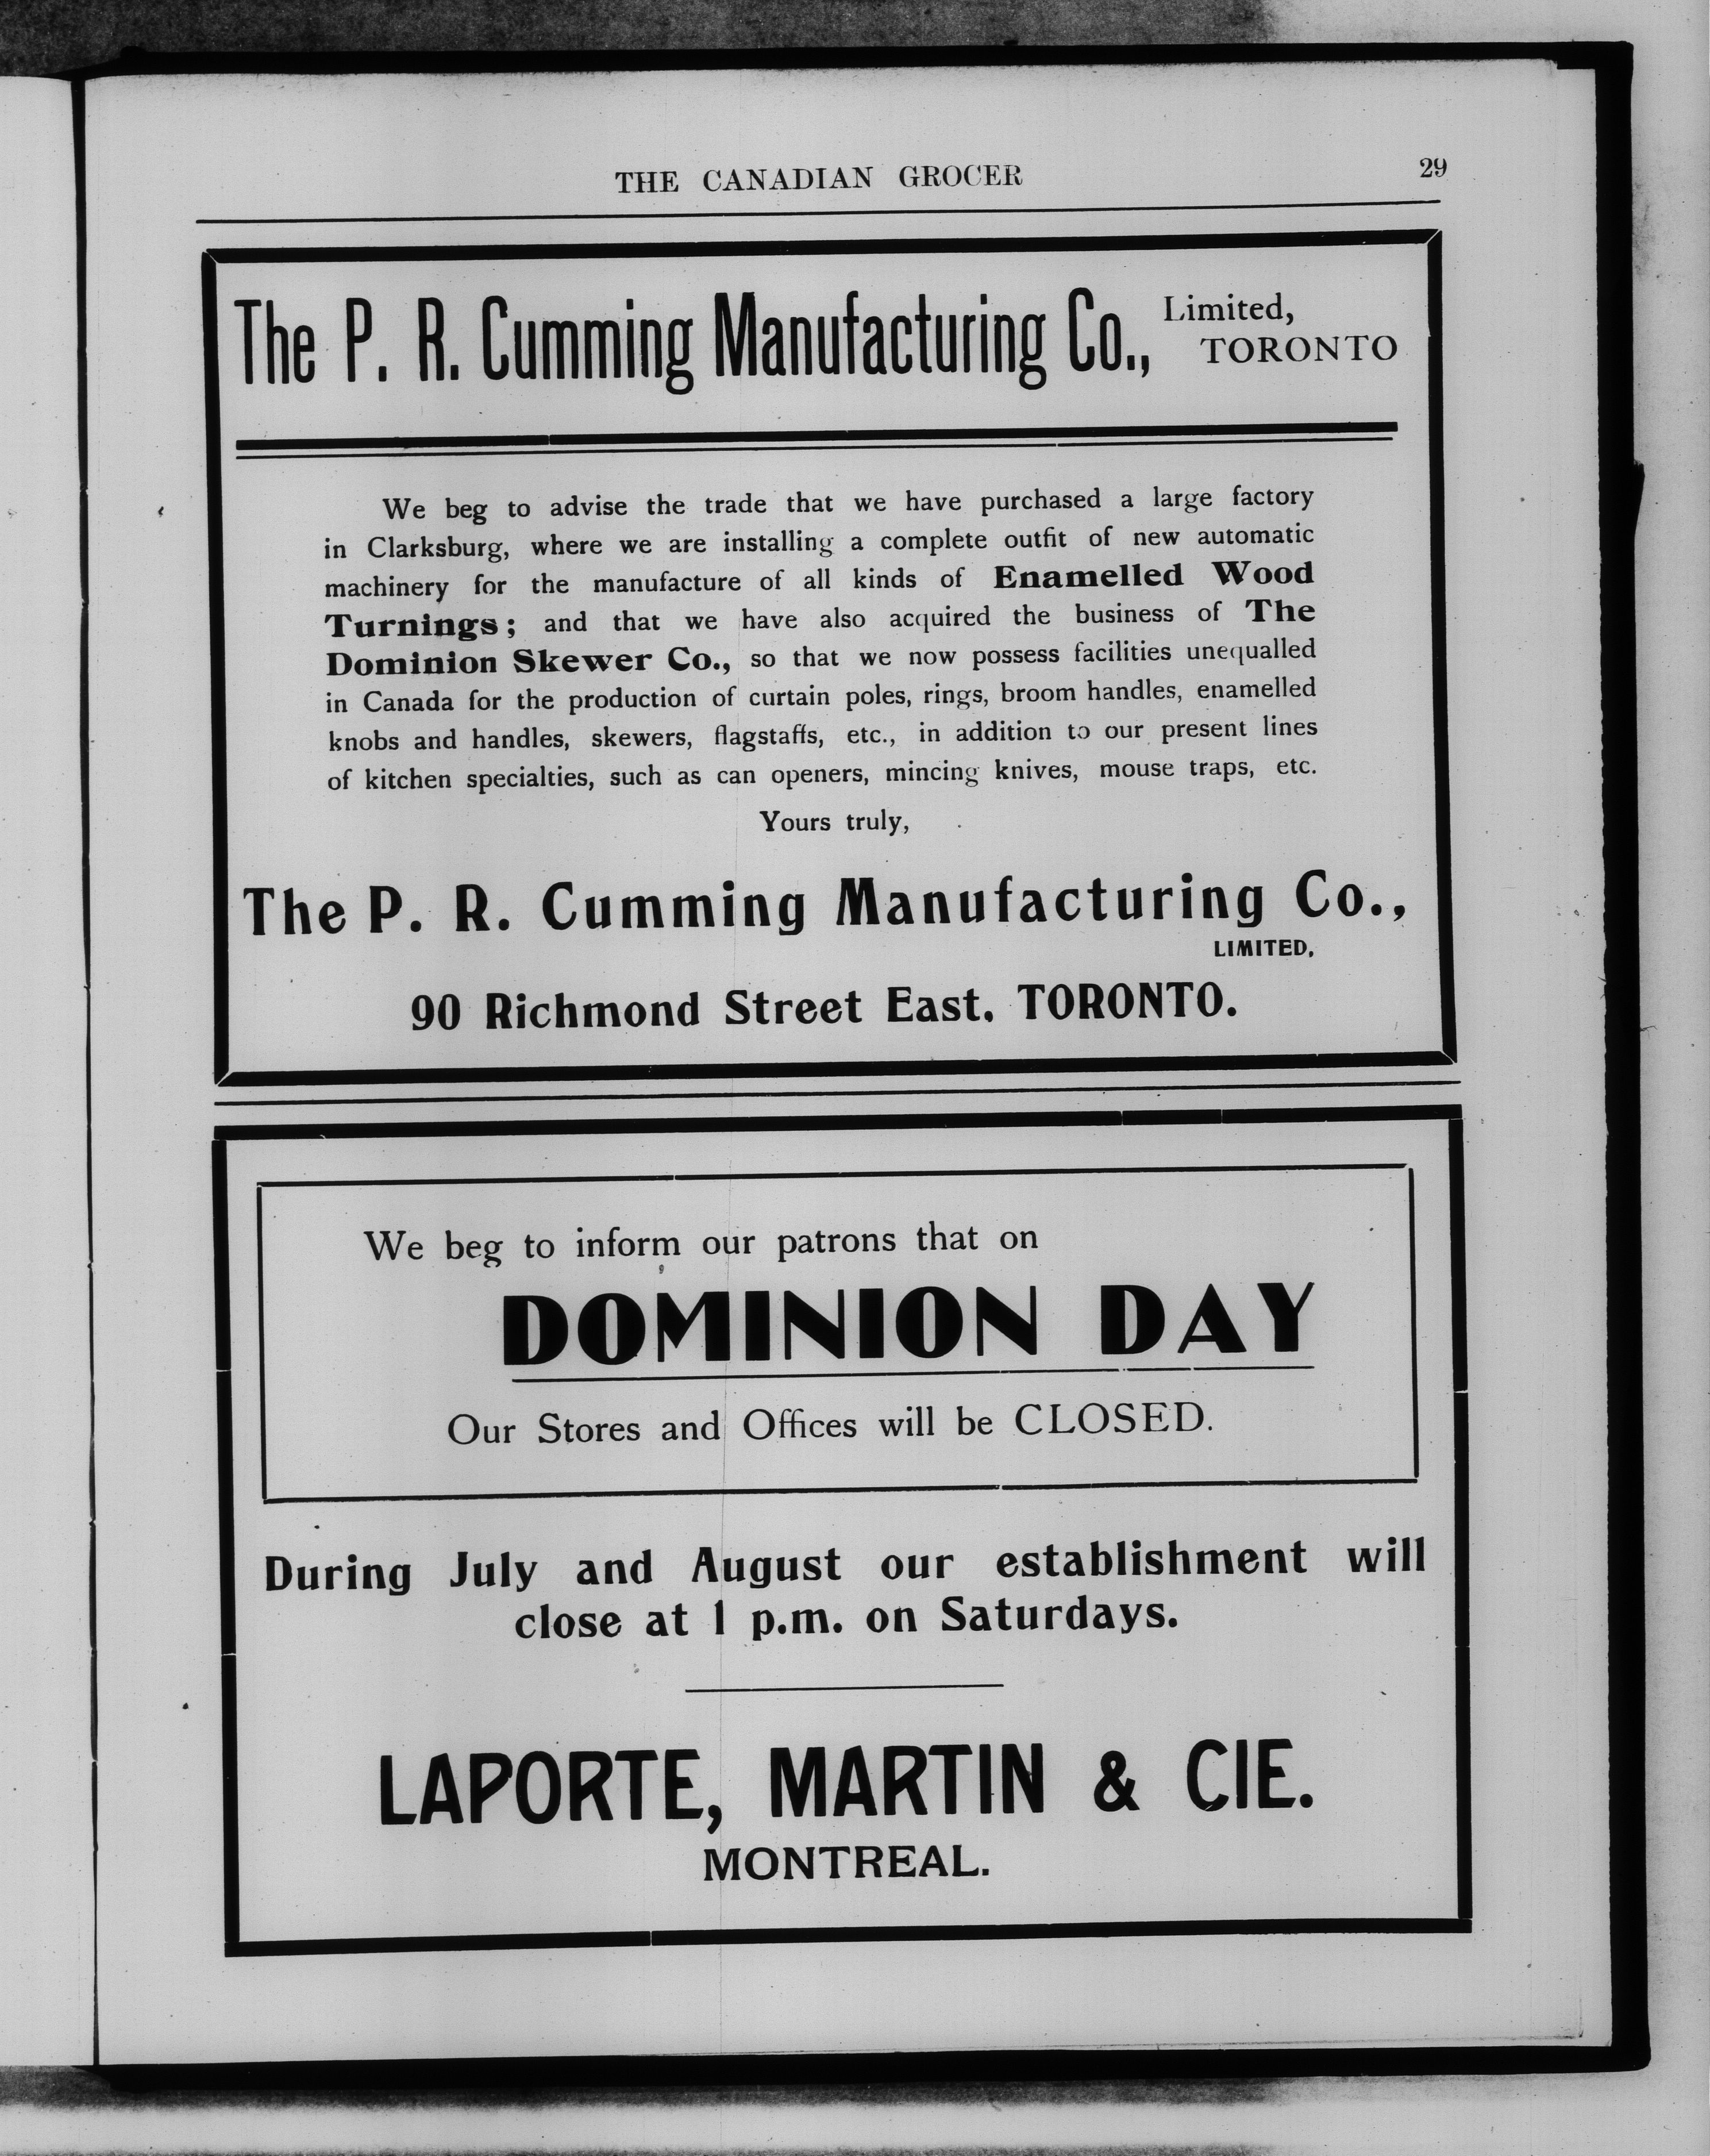 THE CANADIAN GROCER 29
The P. R. Cumming Manufacturing Co., Limited,
TORONTO
We beg to advise the trade that we have purchased a large factory
in Clarksburg, where we are installing a complete outfit of new automatic
machinery for the manufacture of all kinds of Enamelled Wood
Turnings; and that we have also acquired the business of The
Dominion Skewer Co., so that we now possess facilities unequalled
in Canada for the production of curtain poles, rings, broom handles, enamelled
knobs and handles, skewers, flagstaffs, etc., in addition to our present lines
of kitchen specialties, such as can openers, mincing knives, mouse traps, etc.
Yours truly,
The P. R. Cumming Manufacturing Co.,
LIMITED,
90 Richmond Street East. TORONTO.
We beg to inform our patrons that on
DOMINION DAY
Our Stores and Offices will be CLOSED.
During July and August our establishment will
close at 1 p.m. on Saturdays.
LAPORTE, MARTIN & CIE.
MONTREAL.